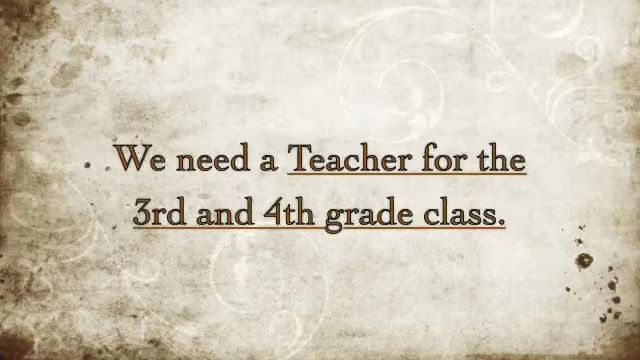 We need a Teacher for the
3rd and 4th grade class.